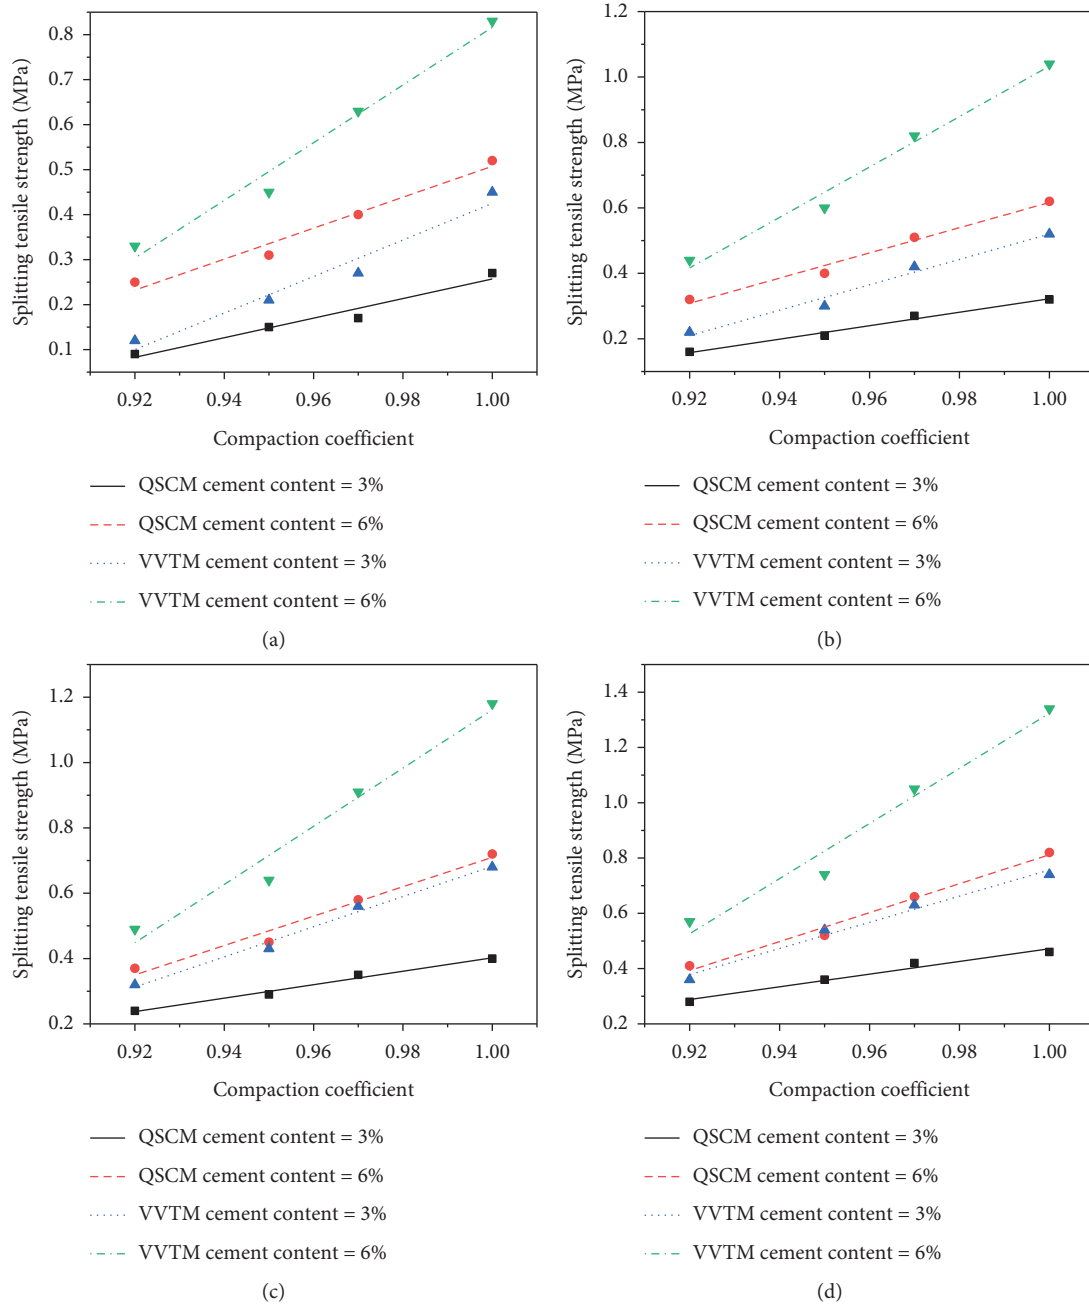 Splitting tensile strength (MPa)
0.8
0.7
0.6
0.5
0.4
0.3
0.2
0.1
0.92 0.94 0.96 0.98 1.00
Compaction coefficient
QSCM cement content = 3%
QSCM cement content = 6%
VVTM cement content = 3%
VVTM cement content = 6%
(a)
Splitting tensile strength (MPa)
1.2
1.0
0.8
0.6
0.4
0.2
0.92 0.94 0.96 0.98 1.00
Compaction coefficient
QSCM cement content = 3%
QSCM cement content = 6%
VVTM cement content = 3%
VVTM cement content = 6%
(b)
Splitting tensile strength (MPa)
1.2
1.0
0.8
0.6
0.4
0.2
0.92 0.94 0.96 0.98 1.00
Compaction coefficient
QSCM cement content = 3%
QSCM cement content = 6%
VVTM cement content = 3%
VVTM cement content = 6%
(c)
Splitting tensile strength (MPa)
1.4
1.2
1.0
0.8
0.6
0.4
0.2
0.92 0.94 0.96 0.98 1.00
Compaction coefficient
QSCM cement content = 3%
QSCM cement content = 6%
VVTM cement content = 3%
VVTM cement content = 6%
(d)